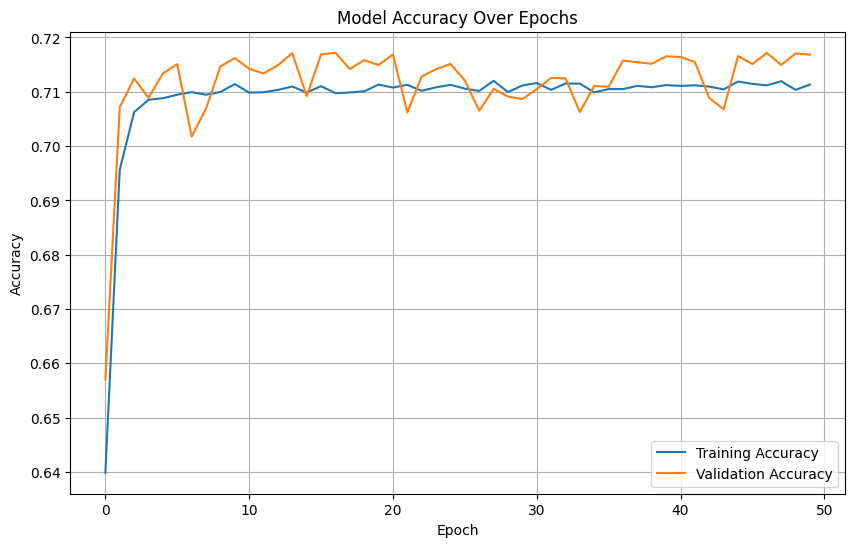 Model Accuracy Over Epochs
0.72
0.71
0.70
0.69
0.68
0.67
0.66
0.65
0.64
Accuracy
Training Accuracy
Validation Accuracy
0 10 20 30 40 50
Epoch